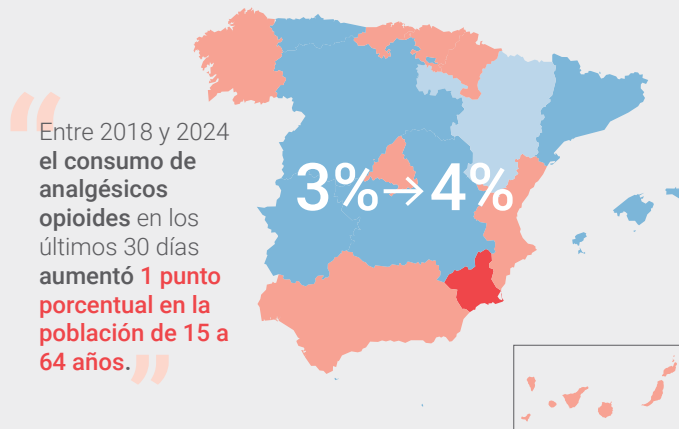 “
Entre 2018 y 2024
el consumo de
analgésicos
opioides en los
últimos 30 días
aumentó 1 punto
porcentual en la
población de 15 a
64 años.
”
3%→4%